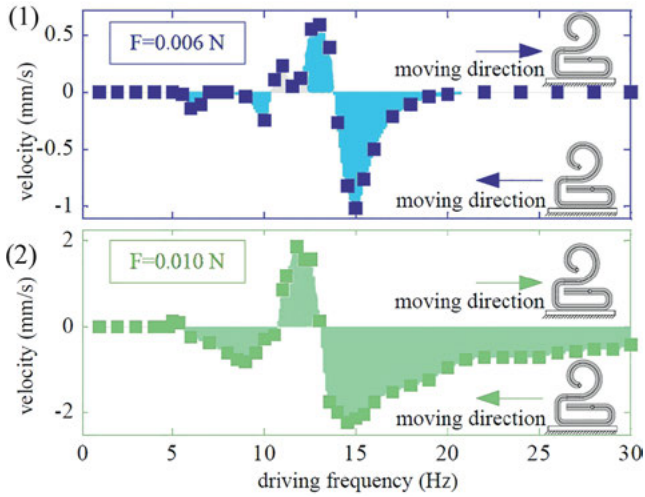 (1)
F=0.006 N
moving direction
moving direction
velocity (mm/s)
0.5
0
-0.5
-1
(2)
F=0.010 N
moving direction
moving direction
velocity (mm/s)
2
0
-2
0 5 10 15 20 25 30
driving frequency (Hz)